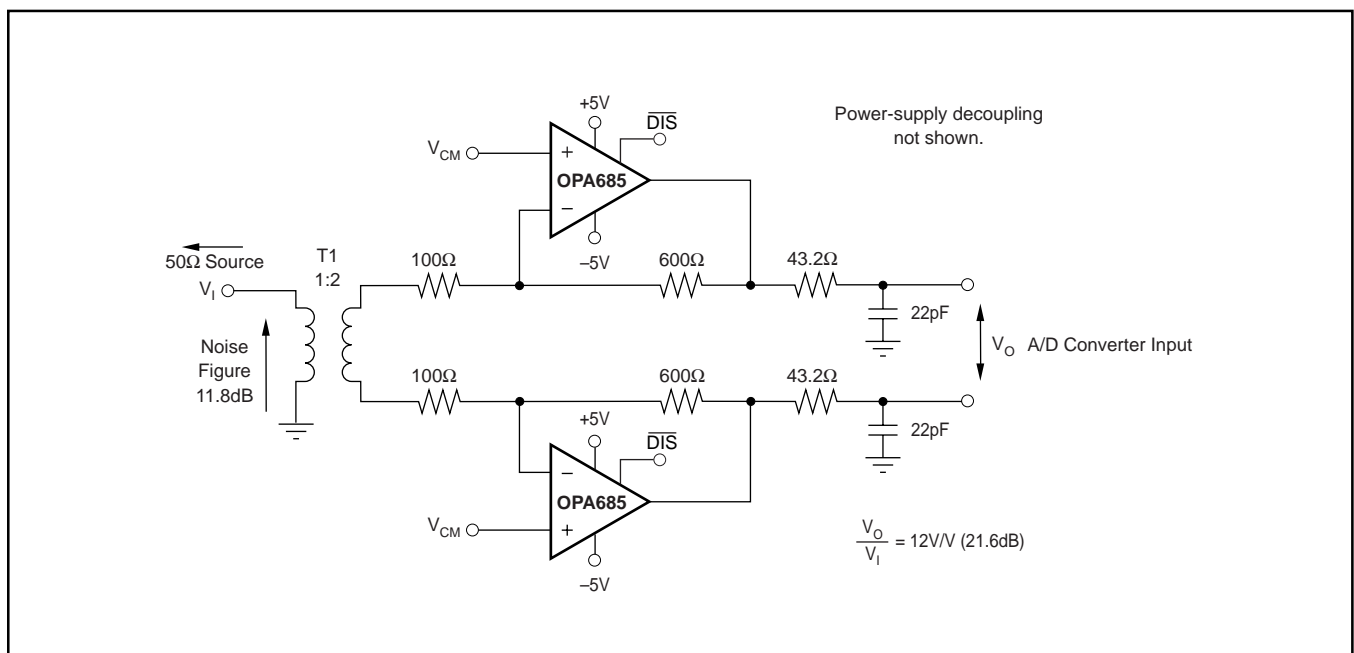 +5V
D̅I̅S̅
Power-supply decoupling
not shown.
V_CM
+
OPA685
−
–5V
50Ω Source
T1
1:2
100Ω
600Ω
43.2Ω
V_I
22pF
Noise
Figure
11.8dB
V_O A/D Converter Input
100Ω
600Ω
43.2Ω
+5V
D̅I̅S̅
22pF
−
OPA685
V_CM
+
–5V
V_O/V_I = 12V/V (21.6dB)